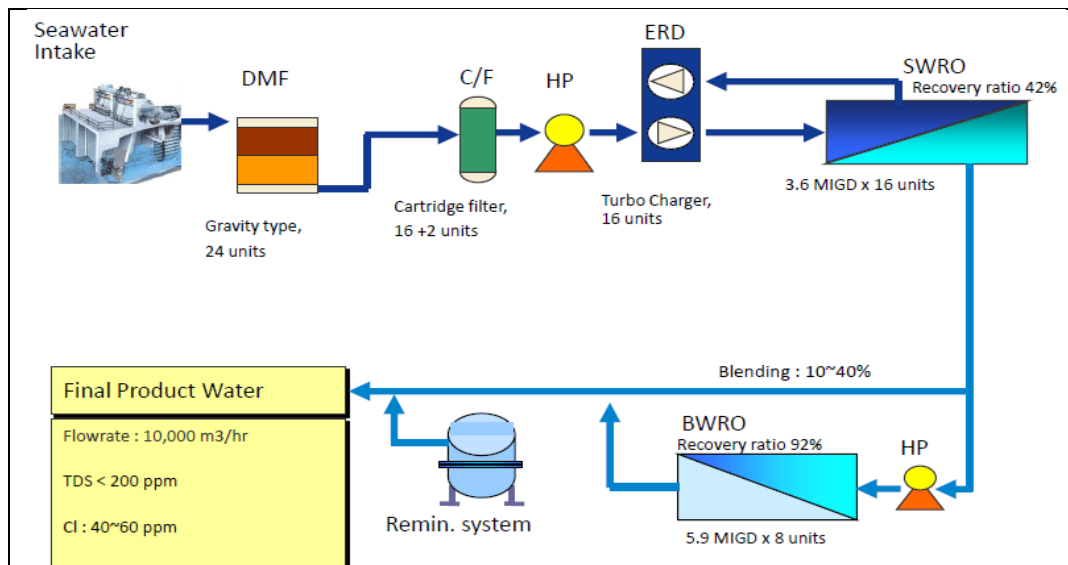 Seawater
Intake
DMF
Gravity type,
24 units
C/F
Cartridge filter,
16 +2 units
HP
ERD
Turbo Charger,
16 units
SWRO
Recovery ratio 42%
3.6 MIGD x 16 units
Blending : 10~40%
BWRO
Recovery ratio 92%
HP
5.9 MIGD x 8 units
Remin. system
Final Product Water
Flowrate : 10,000 m3/hr
TDS < 200 ppm
Cl : 40~60 ppm